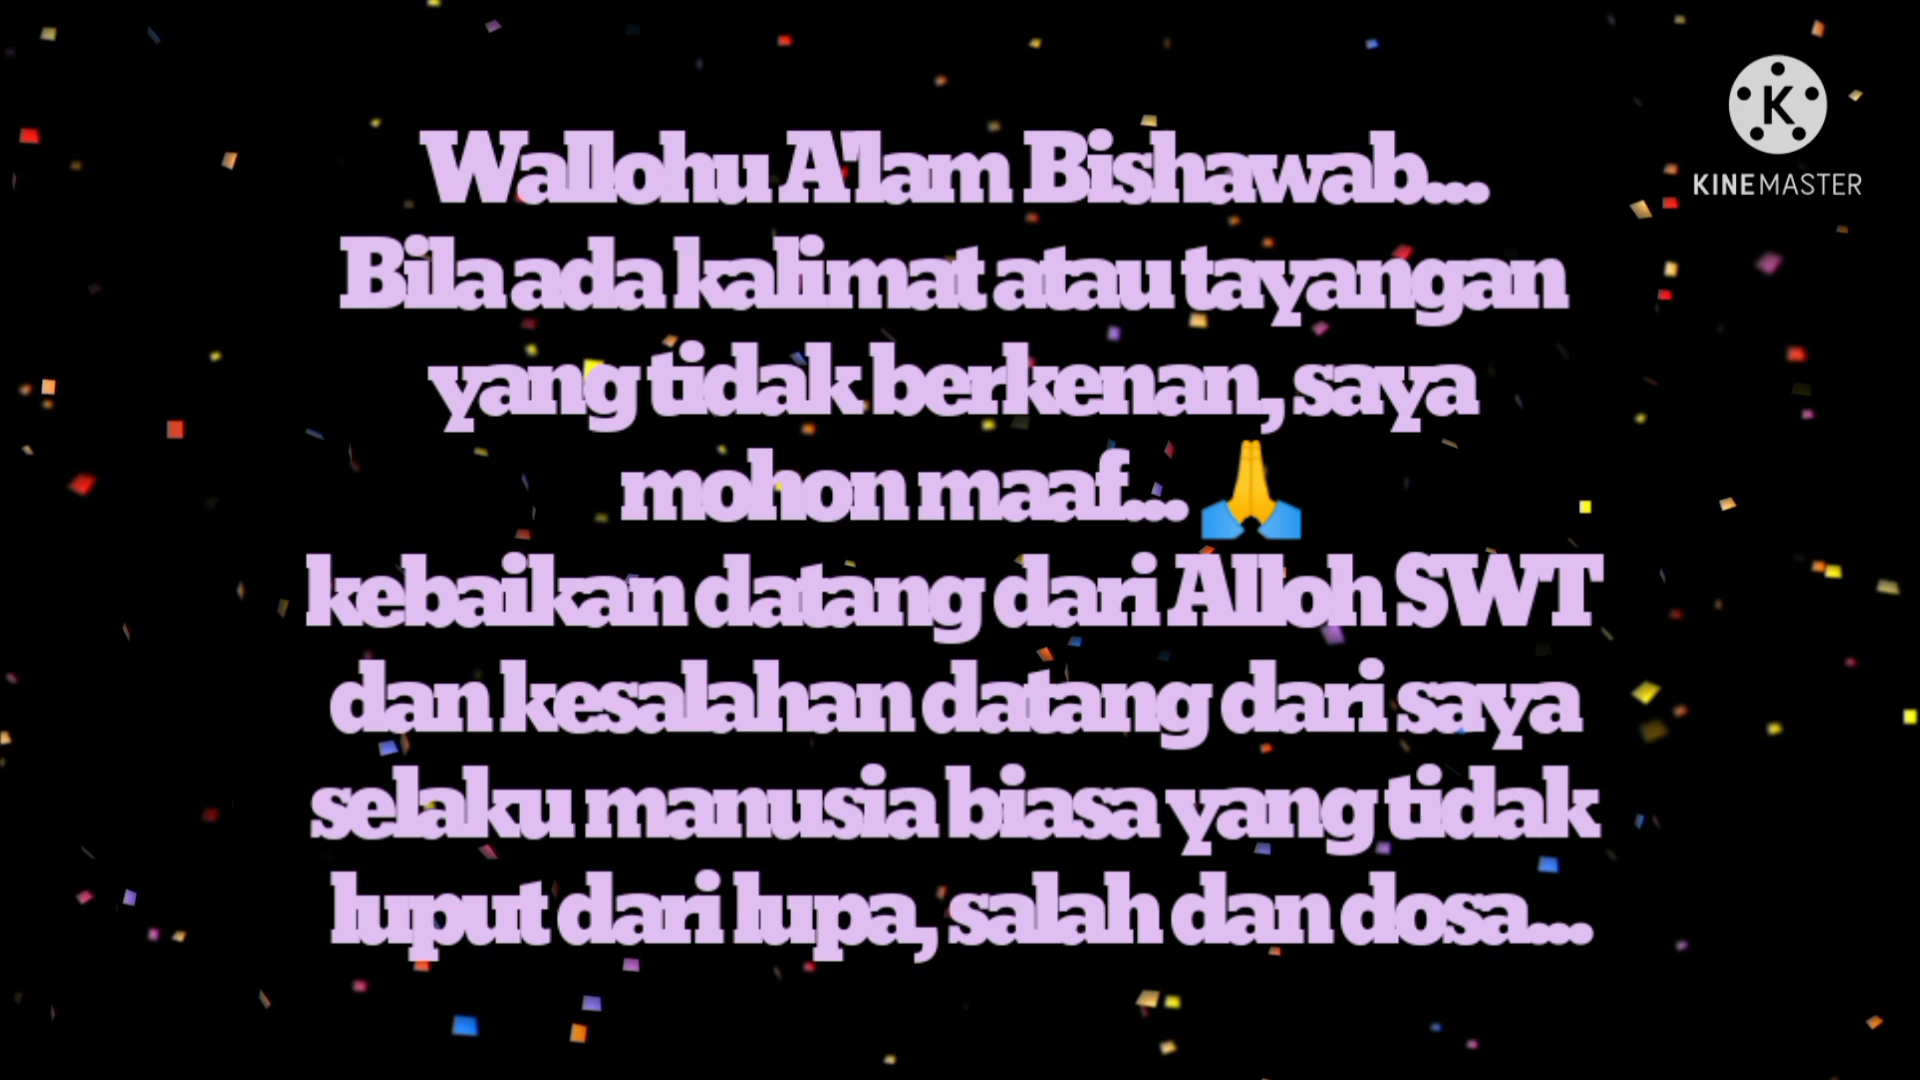 Wallohu A'lam Bishawab...
Bila ada kalimat atau tayangan
yang tidak berkenan, saya
mohon maaf... 🙏
kebaikan datang dari Alloh SWT
dan kesalahan datang dari saya
selaku manusia biasa yang tidak
luput dari lupa, salah dan dosa...
K
KINEMASTER